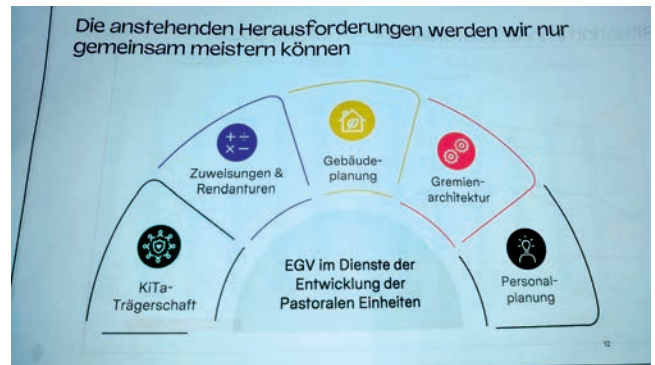 Die anstehenden Herausforderungen werden wir nur
gemeinsam meistern können
Zuweisungen &
Rendanturen
Gebäude-
planung
Gremien-
architektur
KiTa-
Trägerschaft
EGV im Dienste der
Entwicklung der
Pastoralen Einheiten
Personal-
planung
12